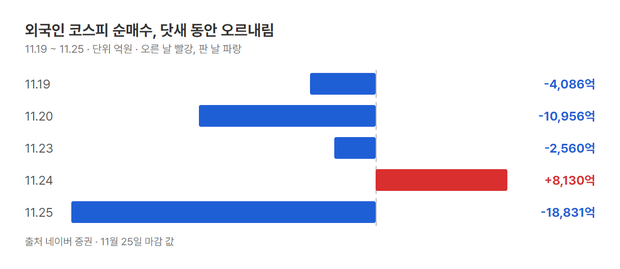 외국인 코스피 순매수, 닷새 동안 오르내림
11.19 ~ 11.25 · 단위 억원 · 오른 날 빨강, 판 날 파랑
11.19 -4,086억
11.20 -10,956억
11.23 -2,560억
11.24 +8,130억
11.25 -18,831억
출처 네이버 증권 · 11월 25일 마감 값